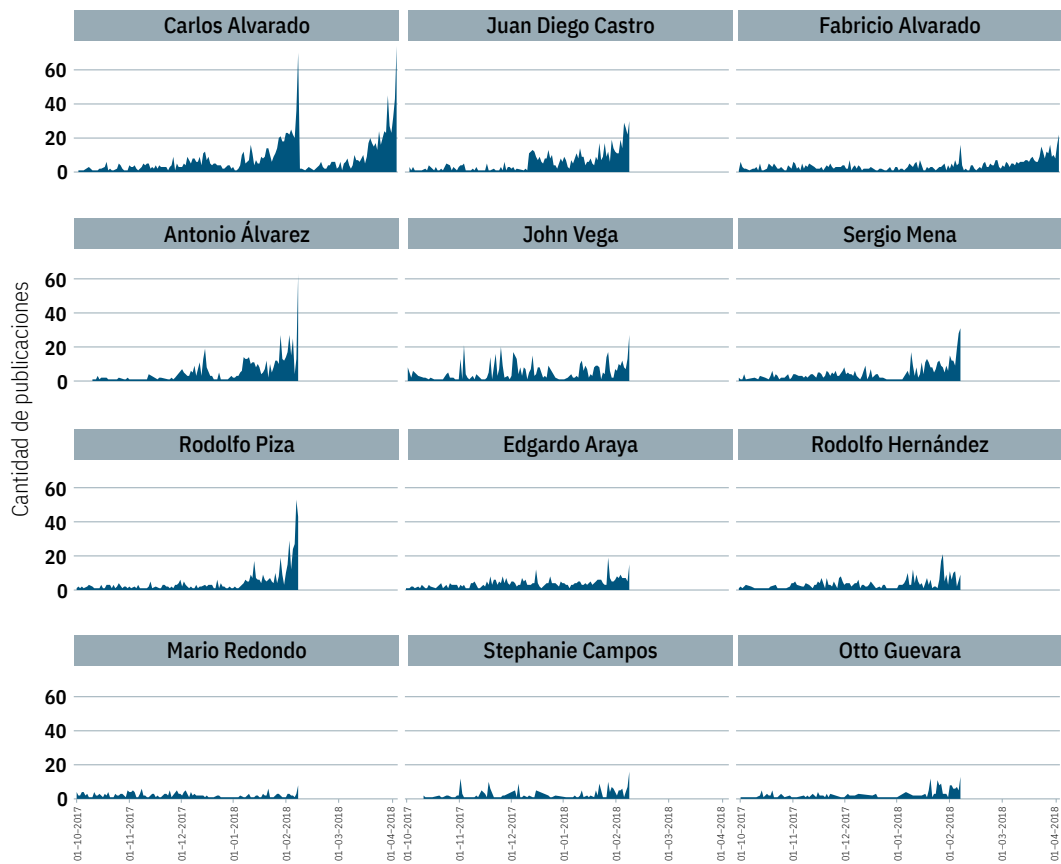 Carlos Alvarado
Juan Diego Castro
Fabricio Alvarado
60
40
20
0
Antonio Álvarez
John Vega
Sergio Mena
60
40
20
0
Cantidad de publicaciones
Rodolfo Piza
Edgardo Araya
Rodolfo Hernández
60
40
20
0
Mario Redondo
Stephanie Campos
Otto Guevara
60
40
20
0
01-10-2017
01-11-2017
01-12-2017
01-01-2018
01-02-2018
01-03-2018
01-04-2018
01-10-2017
01-11-2017
01-12-2017
01-01-2018
01-02-2018
01-03-2018
01-04-2018
01-10-2017
01-11-2017
01-12-2017
01-01-2018
01-02-2018
01-03-2018
01-04-2018